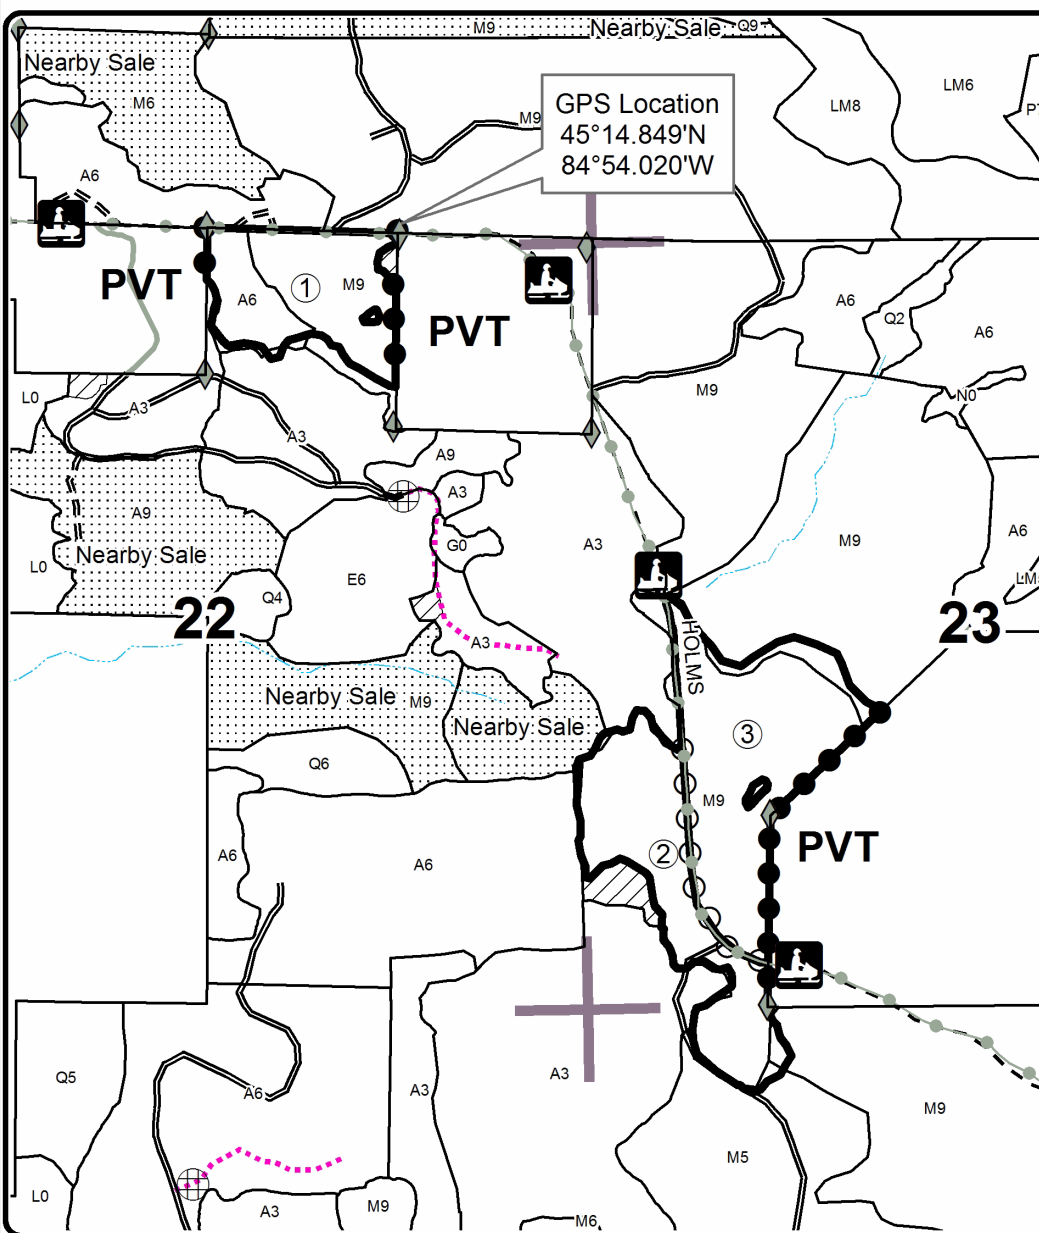 M9
Nearby Sale
Q9
Nearby Sale
M6
LM8
LM6
GPS Location
45°14.849'N
84°54.020'W
M9
A6
PVT
1
M9
A6
PVT
A6
Q2
A6
M9
N0
L0
A3
A3
A9
A3
A9
Nearby Sale
L0
E6
G0
A3
M9
A6
Q4
22
A3
23
HOLMS
Nearby Sale
M9
Nearby Sale
3
Q6
M9
A6
A6
2
PVT
Q5
A6
A3
A3
M9
M5
L0
A3
M9
M6